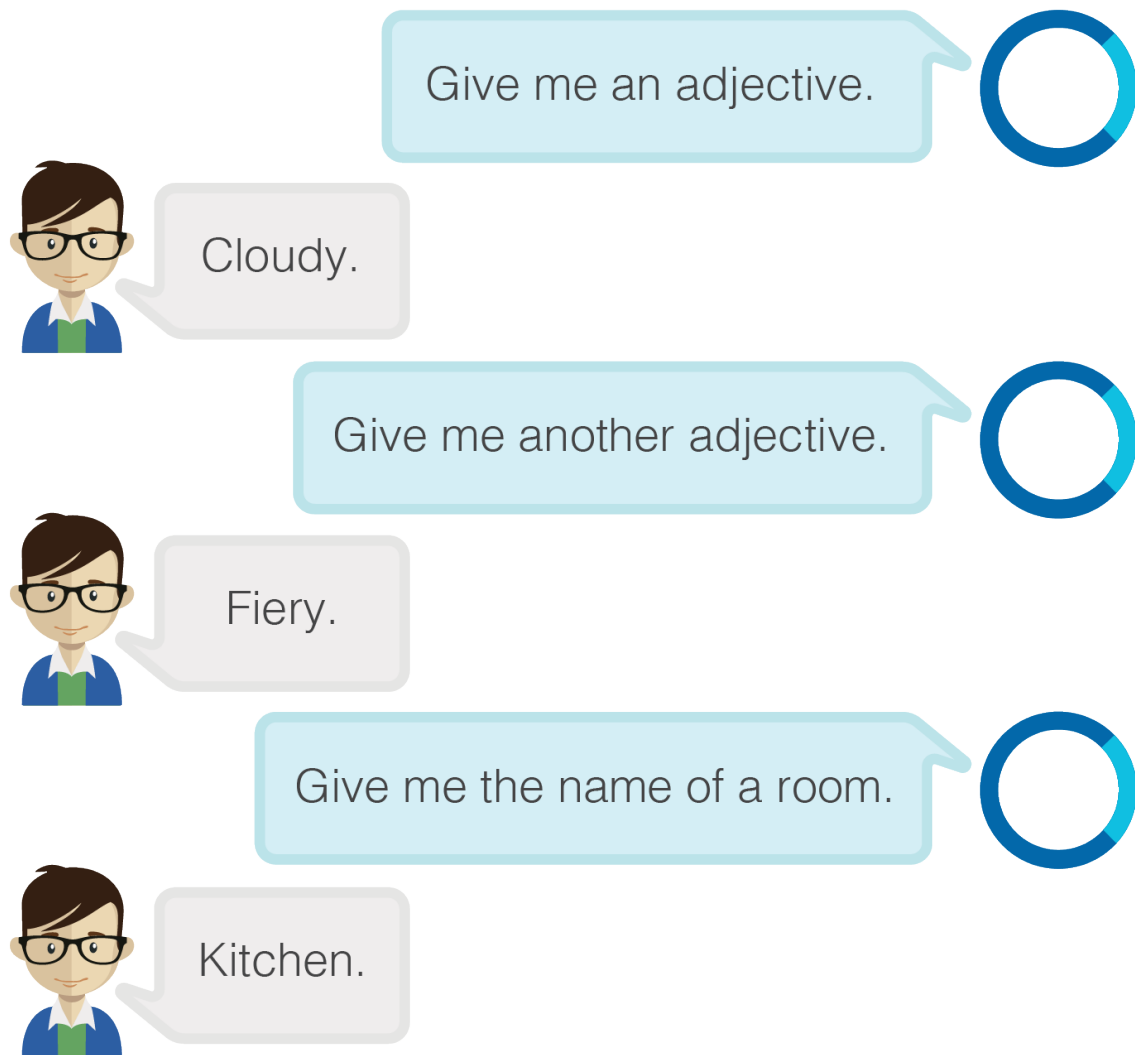 Give me an adjective.
Cloudy.
Give me another adjective.
Fiery.
Give me the name of a room.
Kitchen.